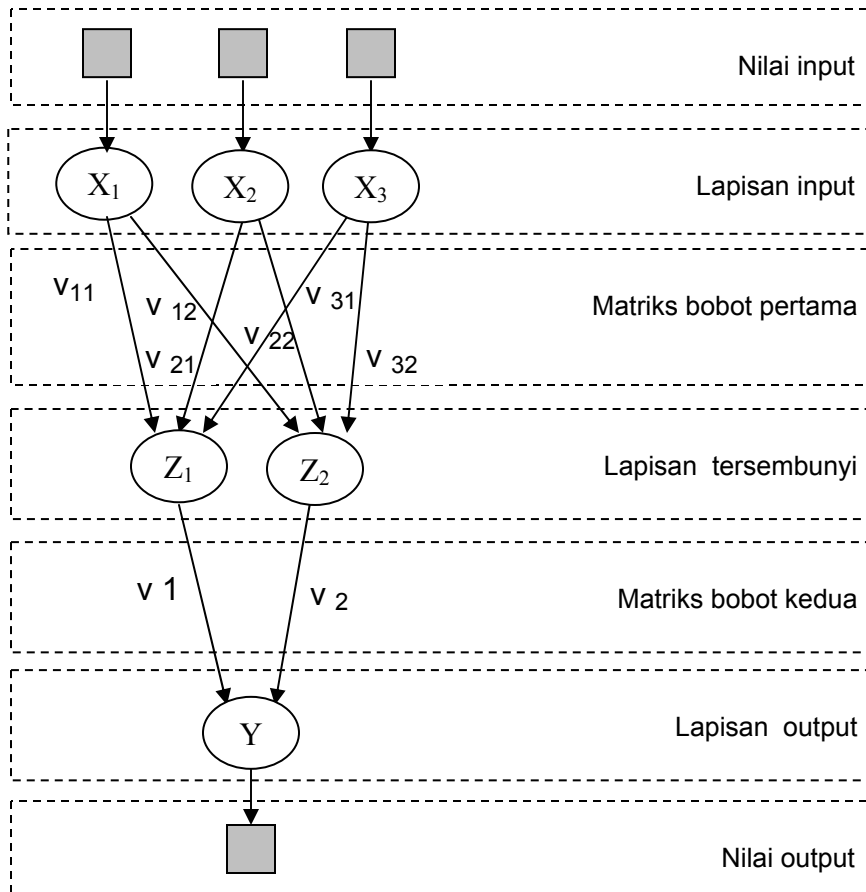 Nilai input
X₁ X₂ X₃
Lapisan input
v₁₁
v ₁₂
v ₃₁
Matriks bobot pertama
v ₂₁
v ₂₂
v ₃₂
Z₁ Z₂
Lapisan tersembunyi
v 1
v ₂
Matriks bobot kedua
Y
Lapisan output
Nilai output